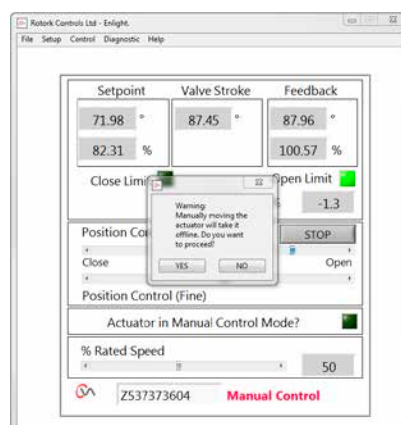 Rotork Controls Ltd - Enlight.
File Setup Control Diagnostic Help
Setpoint Valve Stroke Feedback
71.98 ° 87.45 ° 87.96 °
82.31 % 100.57 %
Close Limit Open Limit
% -1.3
Warning:
Manually moving the
actuator will take it
offline. Do you want
to proceed?
YES NO
Position Co STOP
Close Open
Position Control (Fine)
Actuator in Manual Control Mode?
% Rated Speed
50
Z537373604 Manual Control